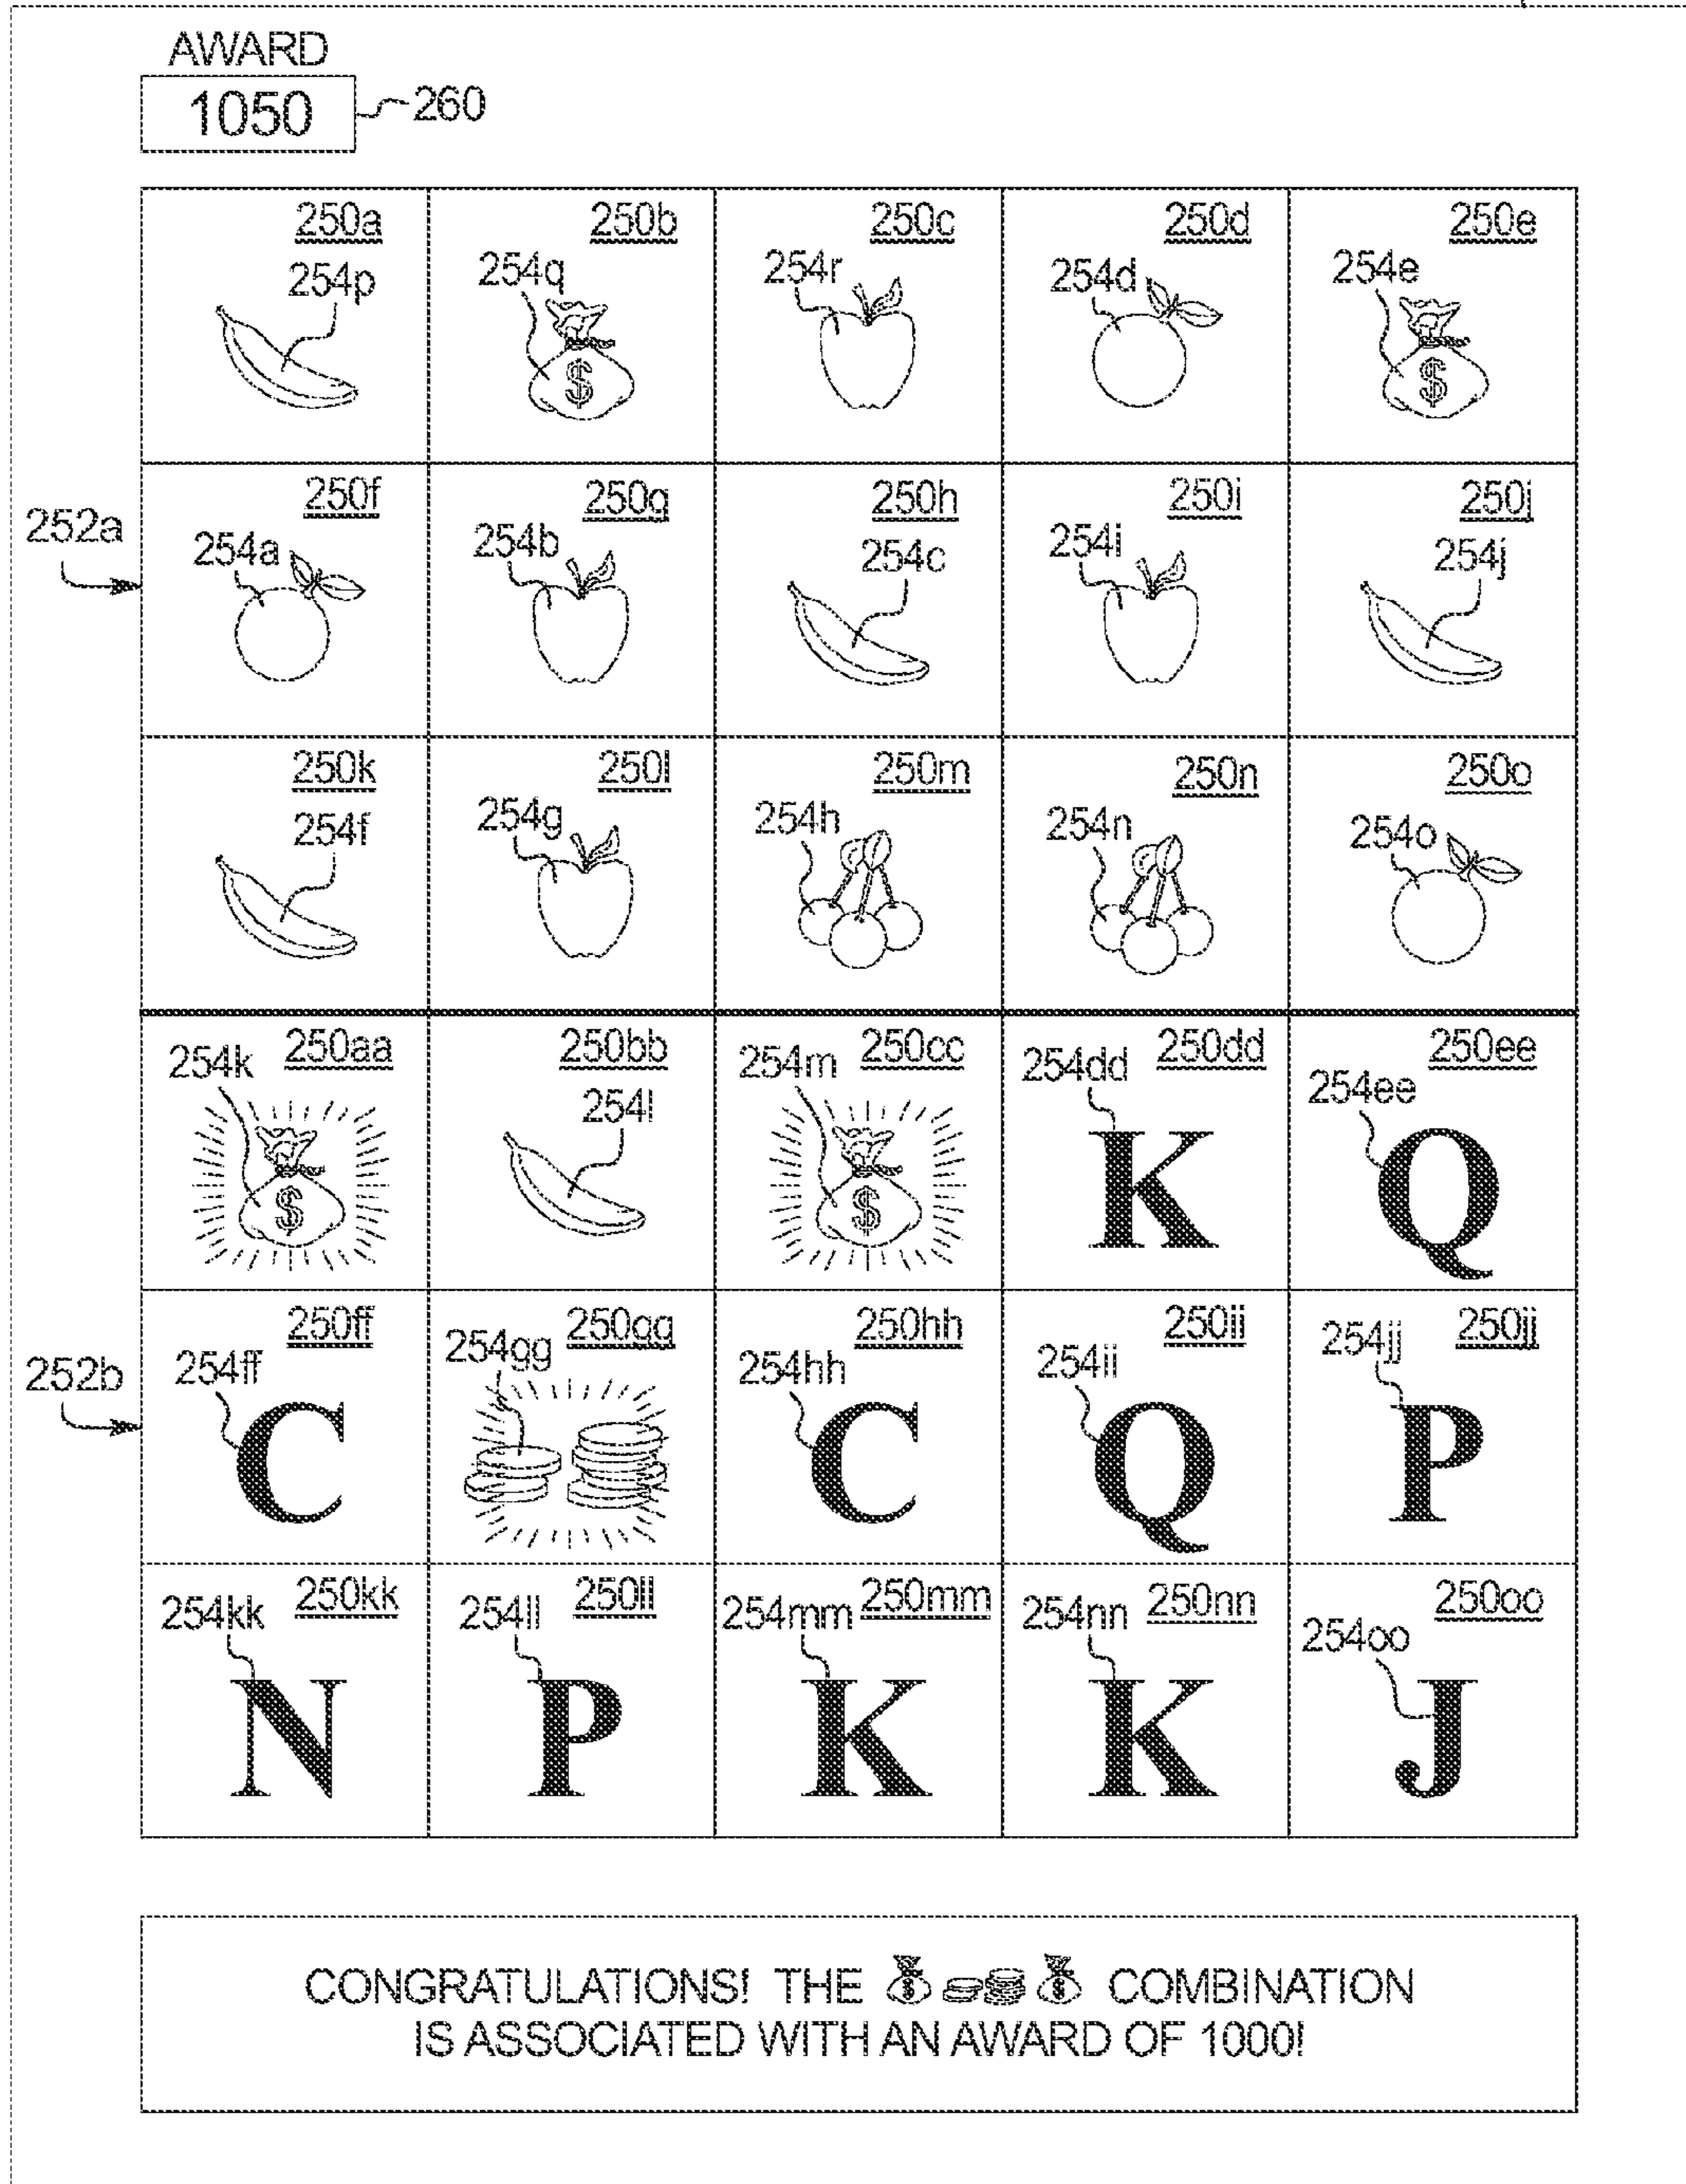 AWARD
1050 260
250a 250b 250c 250d 250e
254p 254q 254r 254d 254e
$ $
252a
250f 250g 250h 250i 250j
254a 254b 254c 254i 254j
250k 250l 250m 250n 250o
254f 254g 254h 254n 254o
254k 250aa 250bb 254m 250cc 254dd 250dd 250ee
254l 254ee
$ $ K Q
252b
250ff 254gg 250gg 250hh 250ii 254jj 250jj
254ff 254hh 254ii
C C Q P
254kk 250kk 254ll 250ll 254mm 250mm 254nn 250nn 250oo
254oo
N P K K J
CONGRATULATIONS! THE $ $ COMBINATION
IS ASSOCIATED WITH AN AWARD OF 1000!